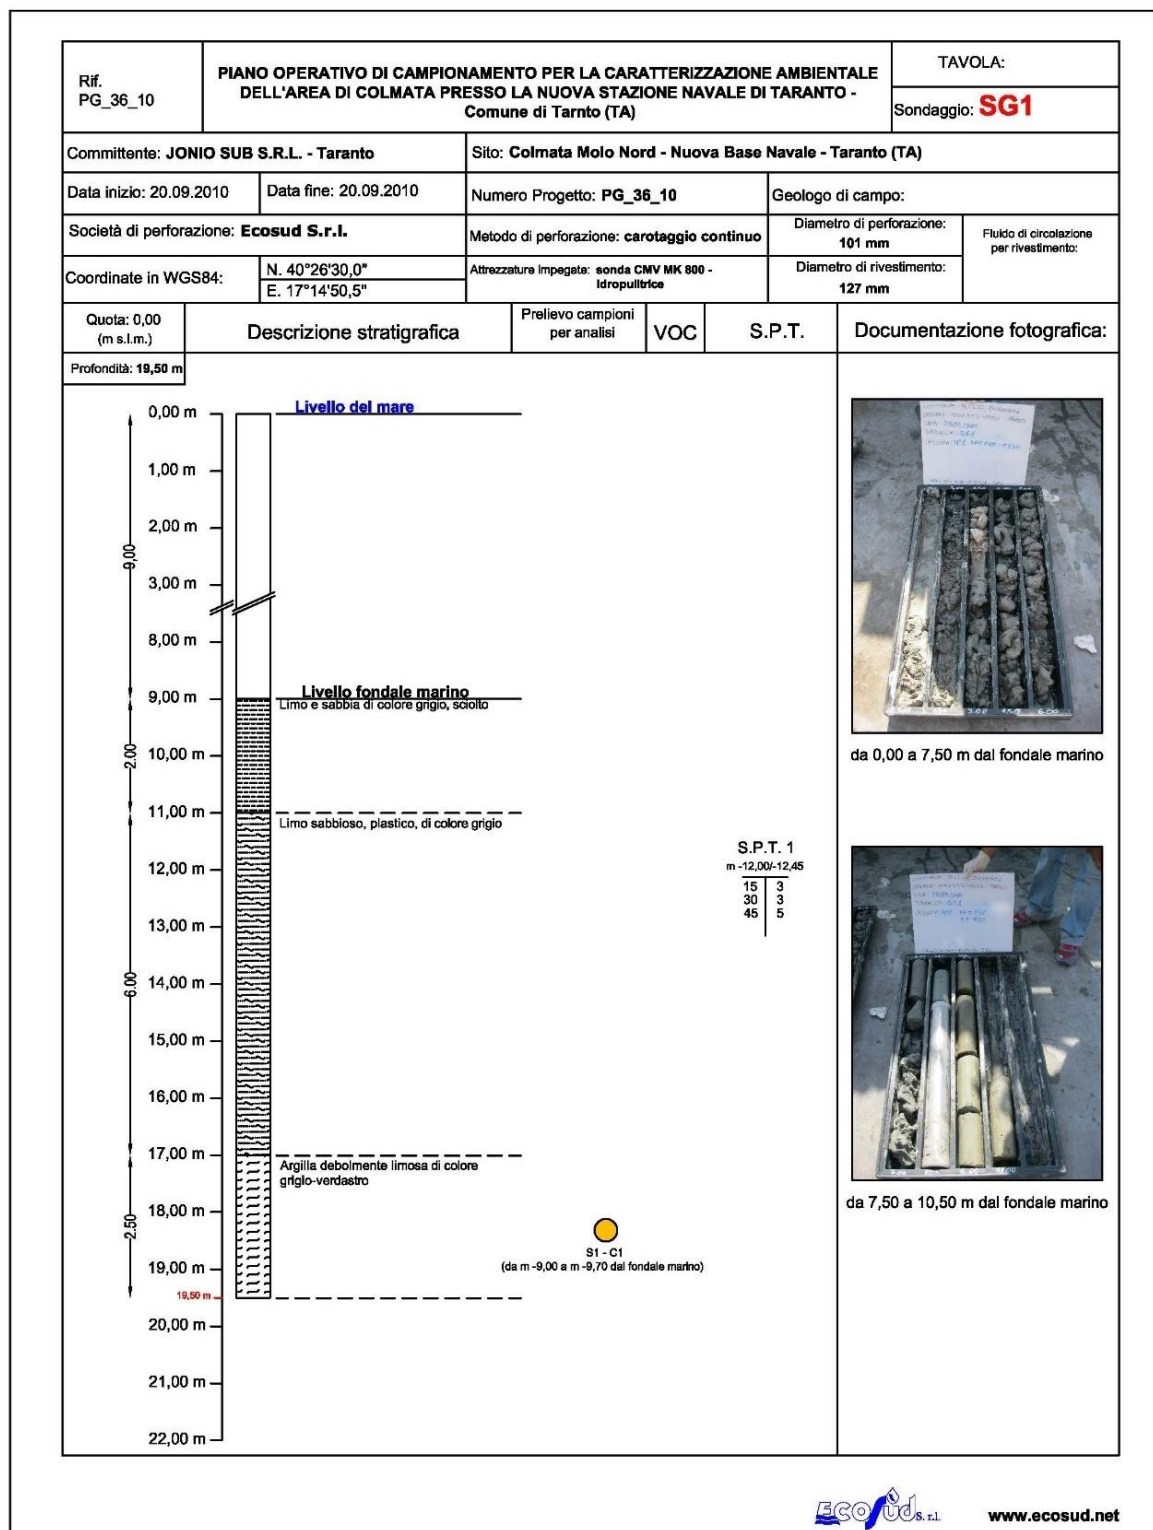 Rif.
PG_36_10
PIANO OPERATIVO DI CAMPIONAMENTO PER LA CARATTERIZZAZIONE AMBIENTALE
DELL'AREA DI COLMATA PRESSO LA NUOVA STAZIONE NAVALE DI TARANTO -
Comune di Tarnto (TA)
TAVOLA:
Sondaggio: SG1
Committente: JONIO SUB S.R.L. - Taranto
Sito: Colmata Molo Nord - Nuova Base Navale - Taranto (TA)
Data inizio: 20.09.2010
Data fine: 20.09.2010
Numero Progetto: PG_36_10
Geologo di campo:
Società di perforazione: Ecosud S.r.l.
Metodo di perforazione: carotaggio continuo
Diametro di perforazione:
101 mm
Fluido di circolazione
per rivestimento:
Coordinate in WGS84:
N. 40°26'30,0"
E. 17°14'50,5"
Attrezzature impegate: sonda CMV MK 800 -
Idropulitrice
Diametro di rivestimento:
127 mm
Quota: 0,00
(m s.l.m.)
Descrizione stratigrafica
Prelievo campioni
per analisi
VOC
S.P.T.
Documentazione fotografica:
Profondità: 19,50 m
0,00 m
Livello del mare
1,00 m
2,00 m
9,00
3,00 m
8,00 m
9,00 m
Livello fondale marino
Limo e sabbia di colore grigio, sciolto
2.00
10,00 m
da 0,00 a 7,50 m dal fondale marino
11,00 m
Limo sabbioso, plastico, di colore grigio
12,00 m
S.P.T. 1
m -12,00/-12,45
15 3
30 3
45 5
13,00 m
6.00
14,00 m
15,00 m
16,00 m
17,00 m
Argilla debolmente limosa di colore
grigio-verdastro
da 7,50 a 10,50 m dal fondale marino
2.50
18,00 m
S1 - C1
(da m -9,00 a m -9,70 dal fondale marino)
19,00 m
19,50 m
20,00 m
21,00 m
22,00 m
ECOSUD S. r.l.
www.ecosud.net